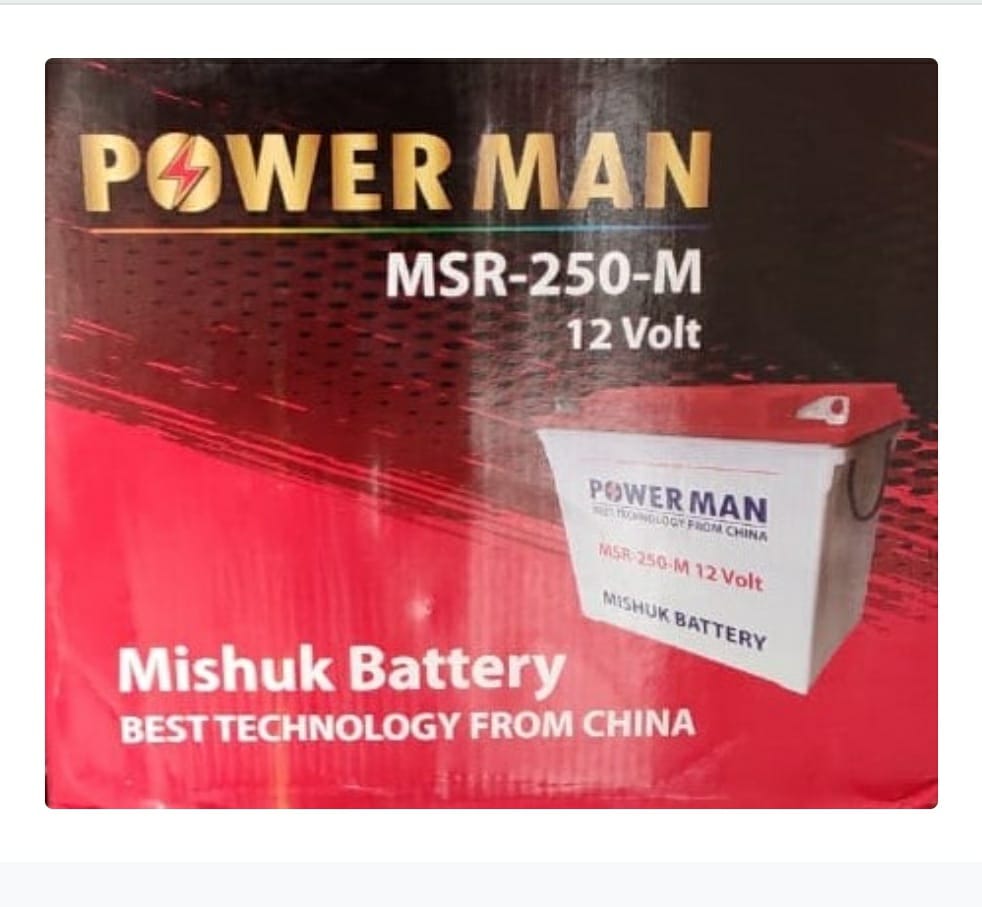 POWER MAN
MSR-250-M
12 Volt
POWER MAN
BEST TECHNOLOGY FROM CHINA
MSR-250-M 12 Volt
MISHUK BATTERY
Mishuk Battery
BEST TECHNOLOGY FROM CHINA